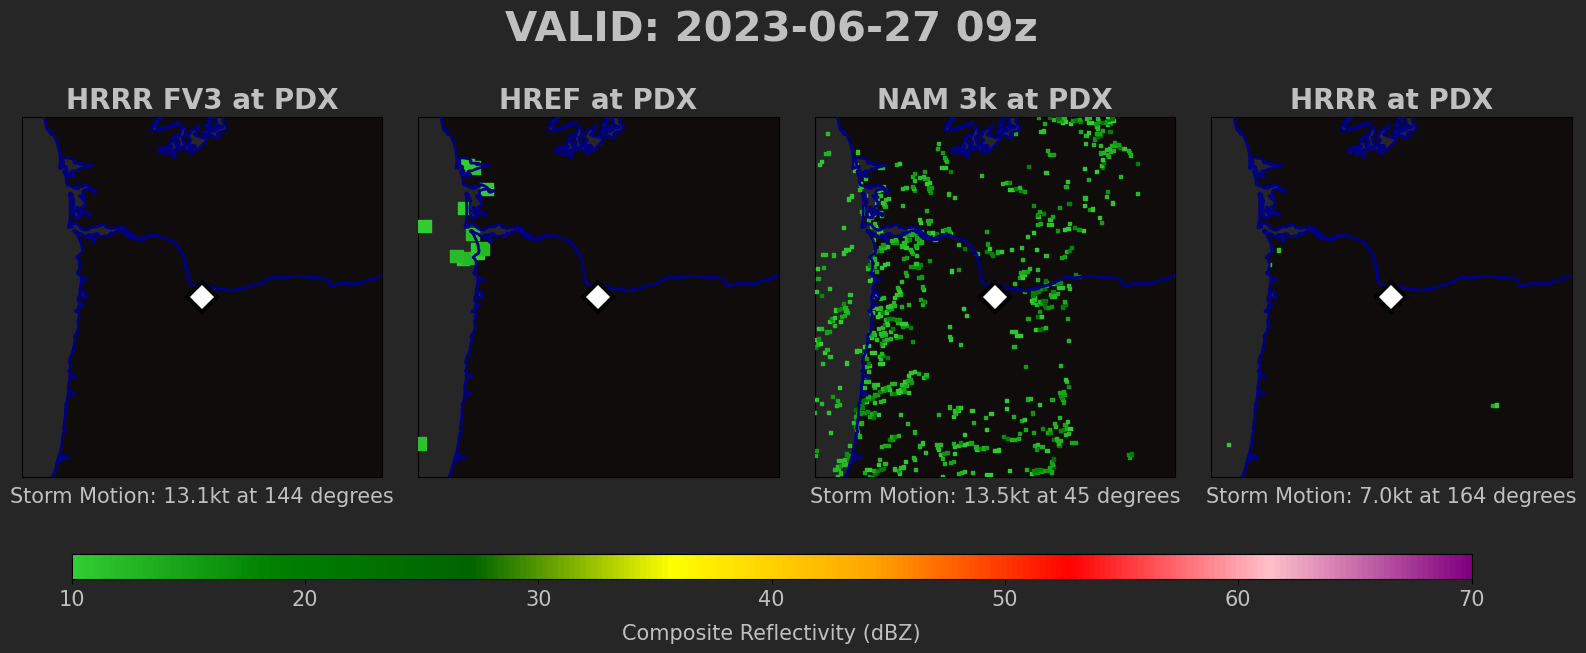 VALID: 2023-06-27 09z
HRRR FV3 at PDX
HREF at PDX
NAM 3k at PDX
HRRR at PDX
Storm Motion: 13.1kt at 144 degrees
Storm Motion: 13.5kt at 45 degrees
Storm Motion: 7.0kt at 164 degrees
10 20 30 40 50 60 70
Composite Reflectivity (dBZ)